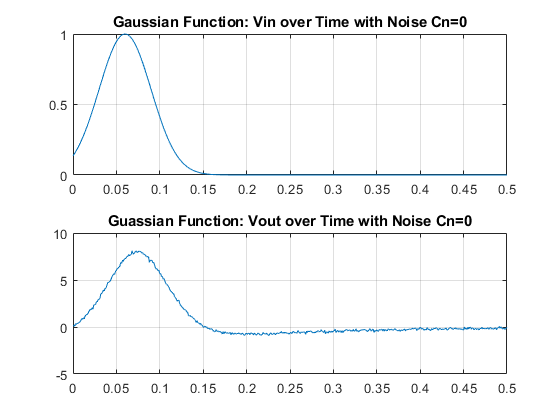 Gaussian Function: Vin over Time with Noise Cn=0
1
0.5
0
0 0.05 0.1 0.15 0.2 0.25 0.3 0.35 0.4 0.45 0.5
Guassian Function: Vout over Time with Noise Cn=0
10
5
0
-5
0 0.05 0.1 0.15 0.2 0.25 0.3 0.35 0.4 0.45 0.5